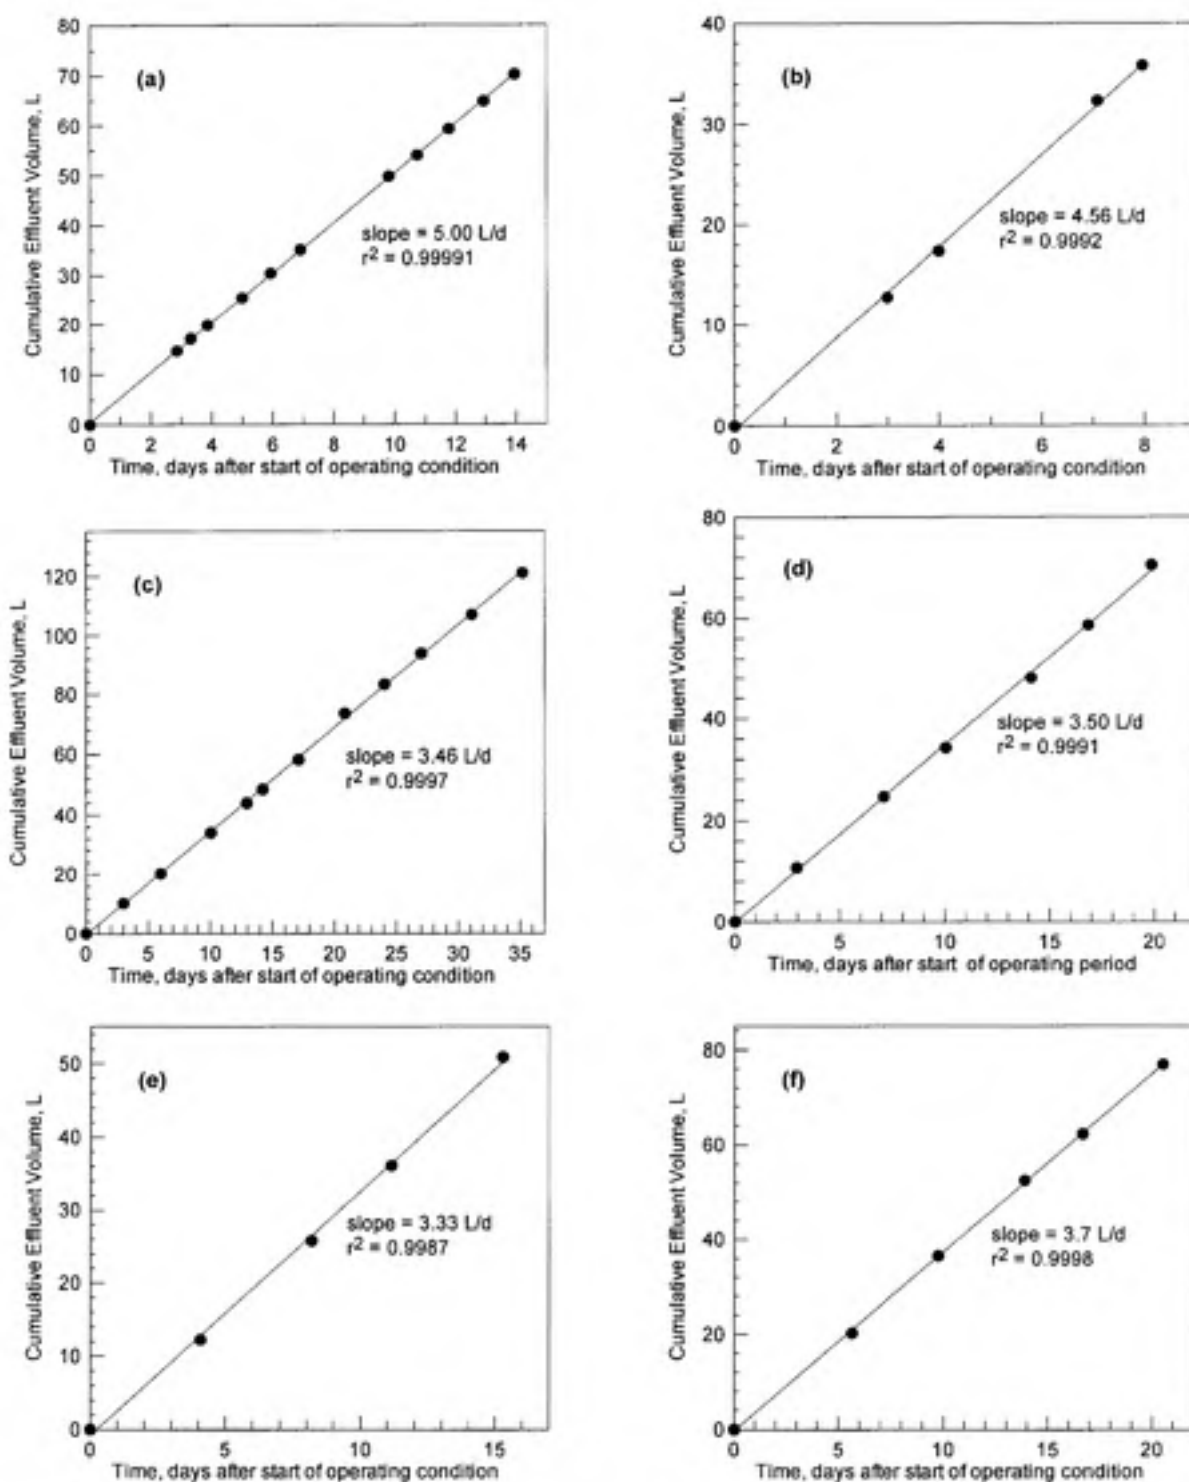 80
70
60
50
40
30
20
10
0
(a)
slope = 5.00 L/d
r² = 0.99991
0 2 4 6 8 10 12 14
Time, days after start of operating condition
Cumulative Effluent Volume, L
40
30
20
10
0
(b)
slope = 4.56 L/d
r² = 0.9992
0 2 4 6 8
Time, days after start of operating condition
Cumulative Effluent Volume, L
120
100
80
60
40
20
0
(c)
slope = 3.46 L/d
r² = 0.9997
0 5 10 15 20 25 30 35
Time, days after start of operating condition
Cumulative Effluent Volume, L
80
60
40
20
0
(d)
slope = 3.50 L/d
r² = 0.9991
0 5 10 15 20
Time, days after start of operating period
Cumulative Effluent Volume, L
50
40
30
20
10
0
(e)
slope = 3.33 L/d
r² = 0.9987
0 5 10 15
Time, days after start of operating condition
Cumulative Effluent Volume, L
80
60
40
20
0
(f)
slope = 3.7 L/d
r² = 0.9998
0 5 10 15 20
Time, days after start of operating condition
Cumulative Effluent Volume, L